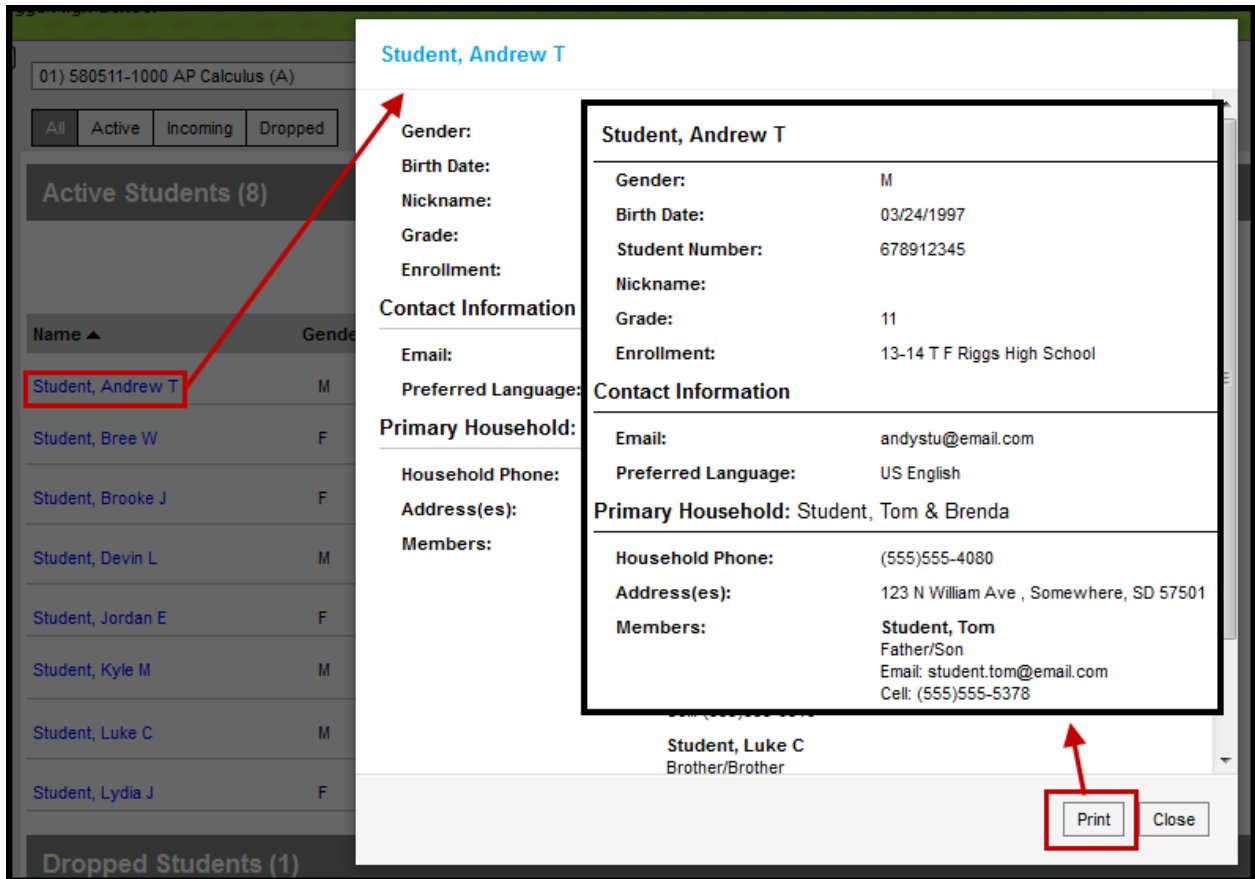 Riggs High School
01) 580511-1000 AP Calculus (A)
All Active Incoming Dropped
Active Students (8)
Name ▲ Gende
Student, Andrew T M
Student, Bree W F
Student, Brooke J F
Student, Devin L M
Student, Jordan E F
Student, Kyle M M
Student, Luke C M
Student, Lydia J F
Dropped Students (1)
Student, Andrew T
Gender:
Birth Date:
Nickname:
Grade:
Enrollment:
Contact Information
Email:
Preferred Language:
Primary Household:
Household Phone:
Address(es):
Members:
Student, Andrew T
Gender: M
Birth Date: 03/24/1997
Student Number: 678912345
Nickname:
Grade: 11
Enrollment: 13-14 T F Riggs High School
Contact Information
Email: andystu@email.com
Preferred Language: US English
Primary Household: Student, Tom & Brenda
Household Phone: (555)555-4080
Address(es): 123 N William Ave , Somewhere, SD 57501
Members: Student, Tom
Father/Son
Email: student.tom@email.com
Cell: (555)555-5378
Student, Luke C
Brother/Brother
Print Close